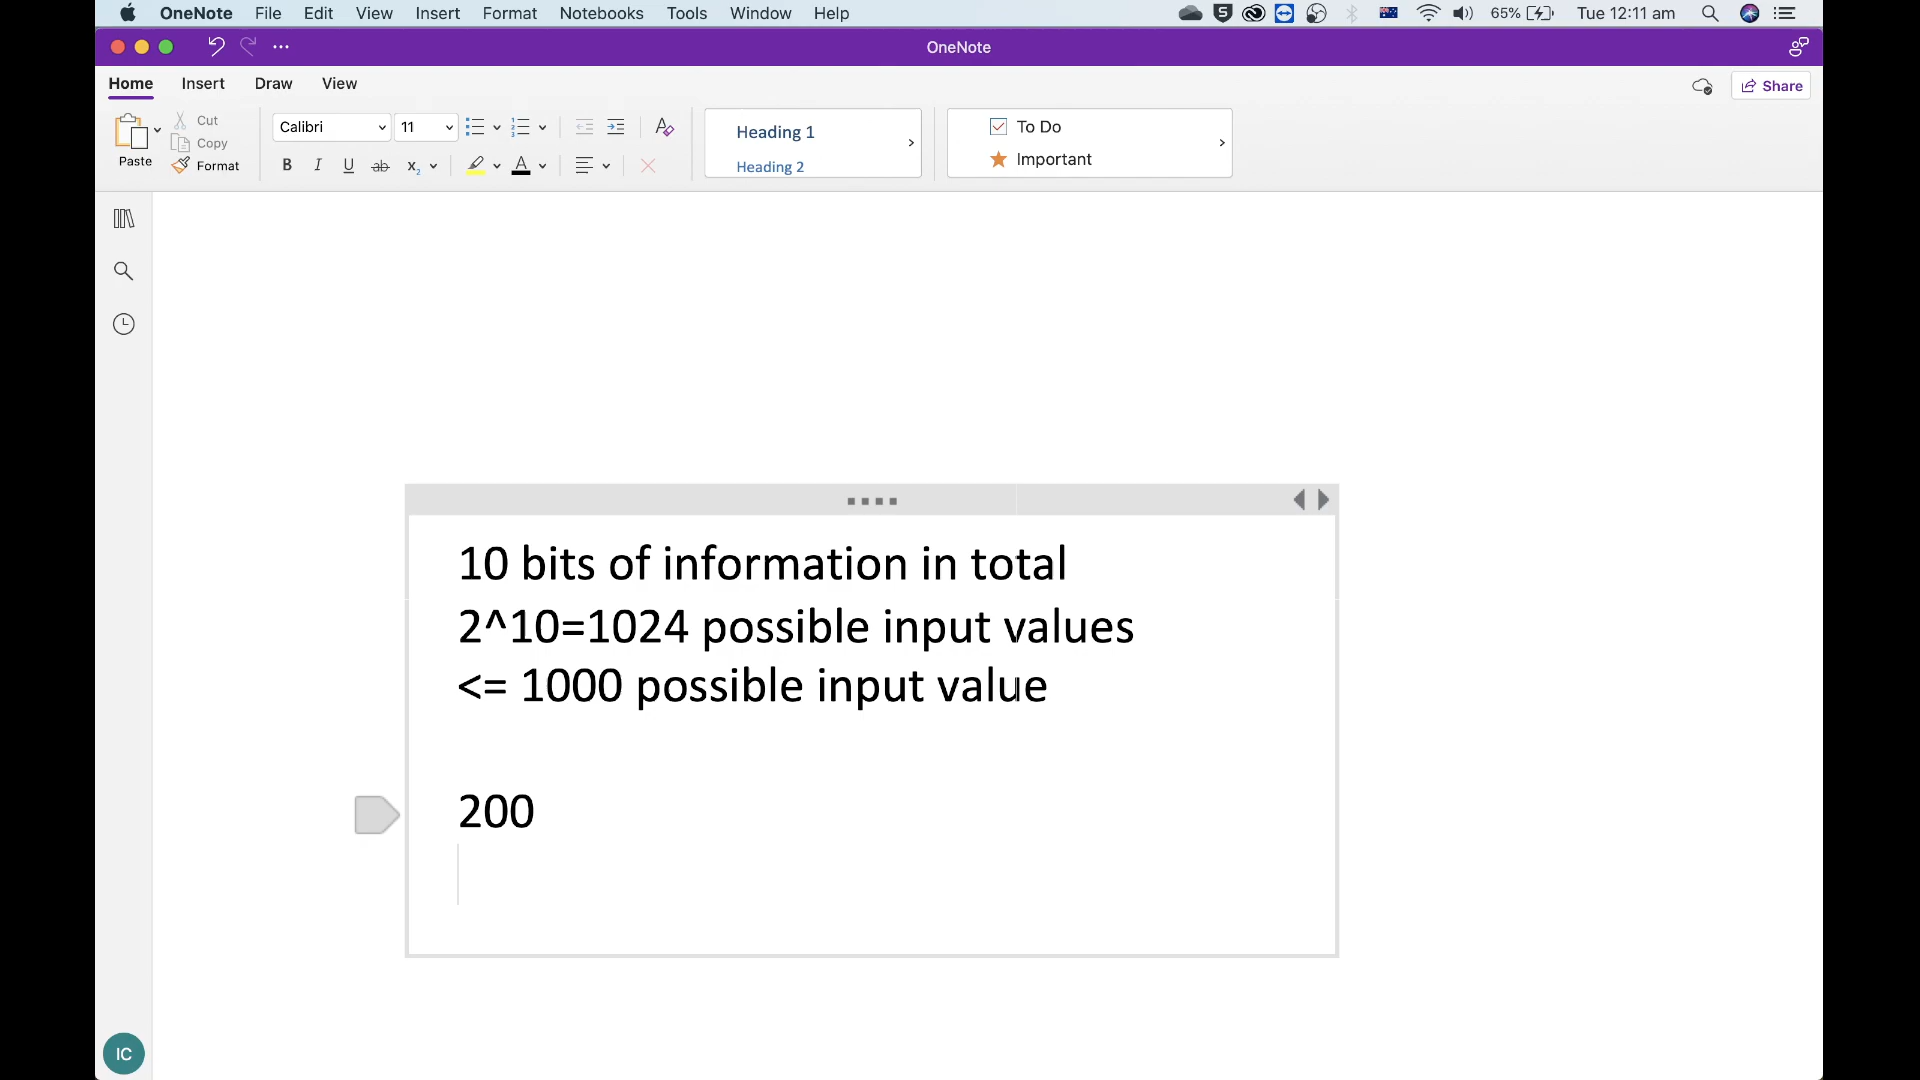 OneNote File Edit View Insert Format Notebooks Tools Window Help 65% Tue 12:11 am
OneNote
Home Insert Draw View Share
Paste Cut Copy Format
Calibri 11
B I U ab X2 A
Heading 1
Heading 2
To Do
Important
10 bits of information in total
2^10=1024 possible input values
<= 1000 possible input value
200
IC